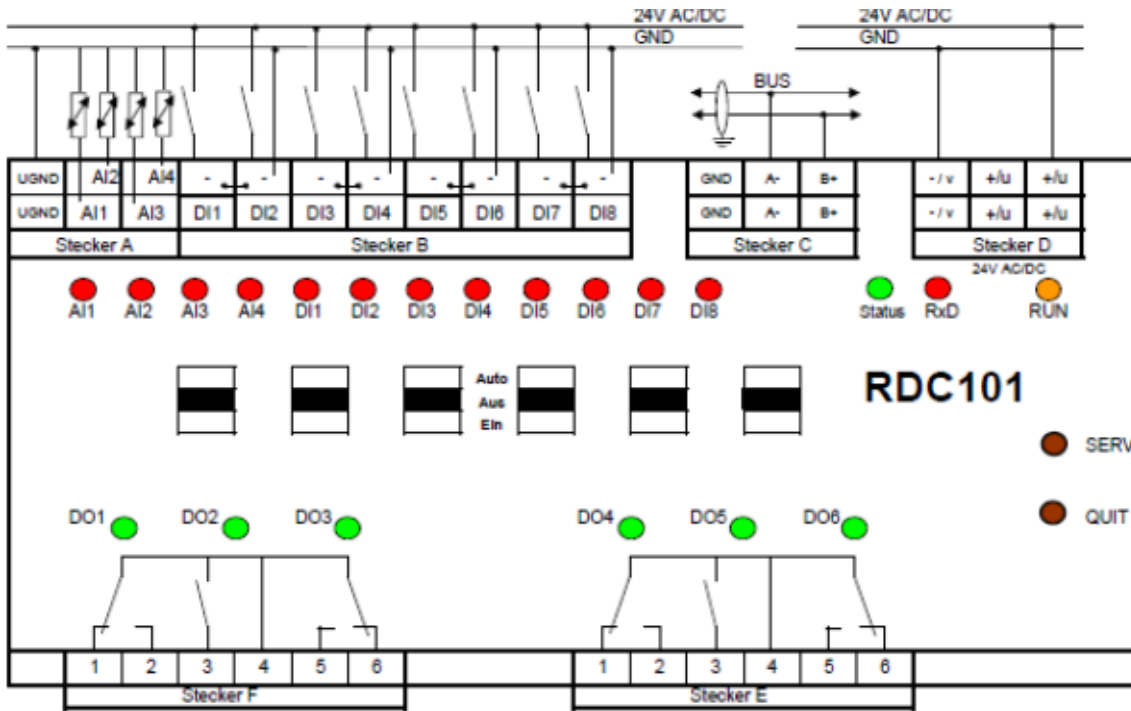 24V AC/DC 24V AC/DC
GND GND
BUS
UGND AI2 AI4 - - - - - - - - GND A- B+ - / v +/u +/u
UGND AI1 AI3 DI1 DI2 DI3 DI4 DI5 DI6 DI7 DI8 GND A- B+ - / v +/u +/u
Stecker A Stecker B Stecker C Stecker D
24V AC/DC
AI1 AI2 AI3 AI4 DI1 DI2 DI3 DI4 DI5 DI6 DI7 DI8 Status RxD RUN
Auto
Aus
Ein
RDC101
SERV
QUIT
DO1 DO2 DO3 DO4 DO5 DO6
1 2 3 4 5 6 1 2 3 4 5 6
Stecker F Stecker E